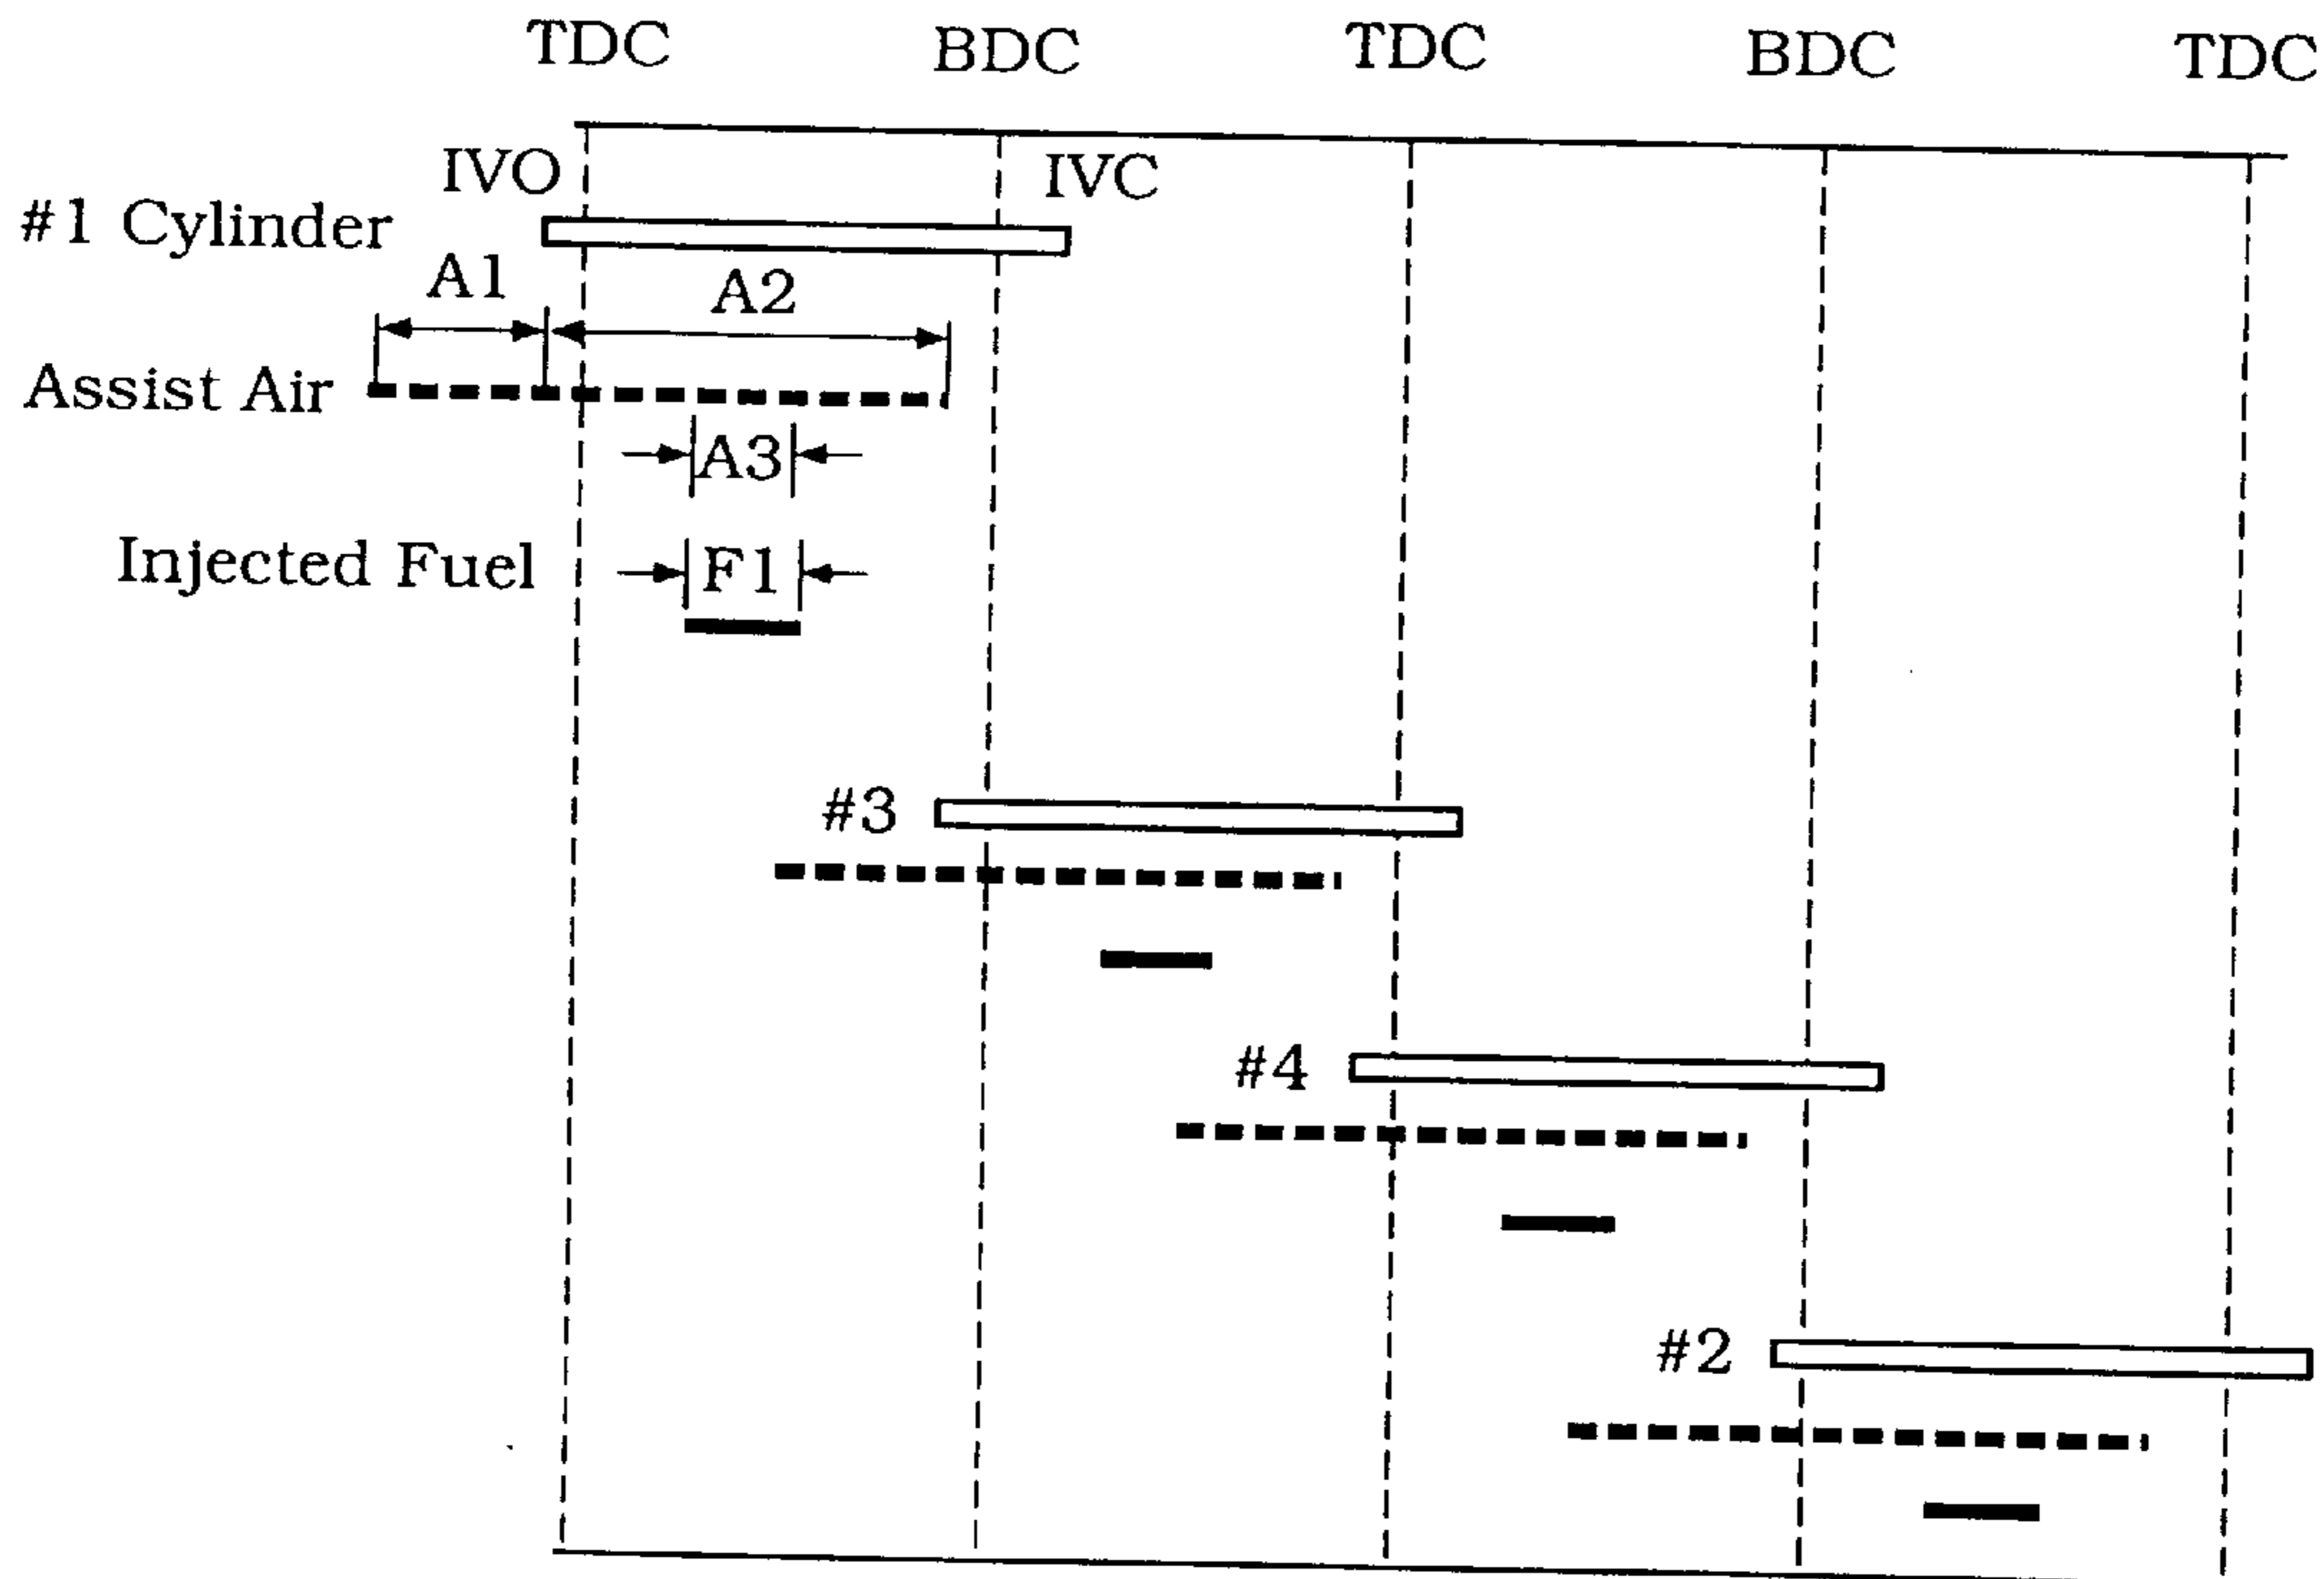 TDC BDC TDC BDC TDC
IVO IVC
#1 Cylinder
A1 A2
Assist Air
A3
Injected Fuel F1
#3
#4
#2